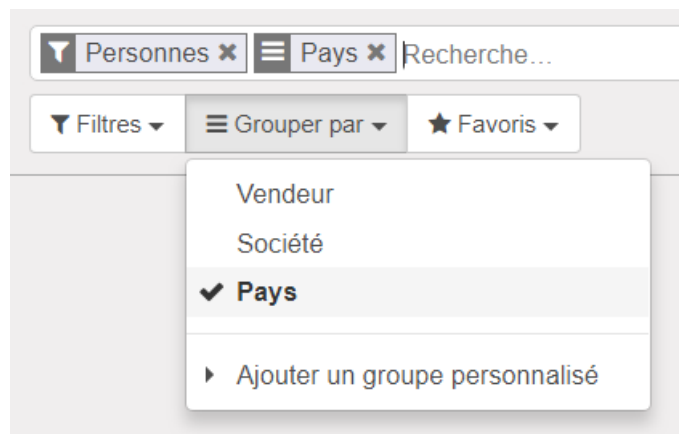 Personnes Pays Recherche...
Filtres Grouper par Favoris
Vendeur
Société
Pays
Ajouter un groupe personnalisé